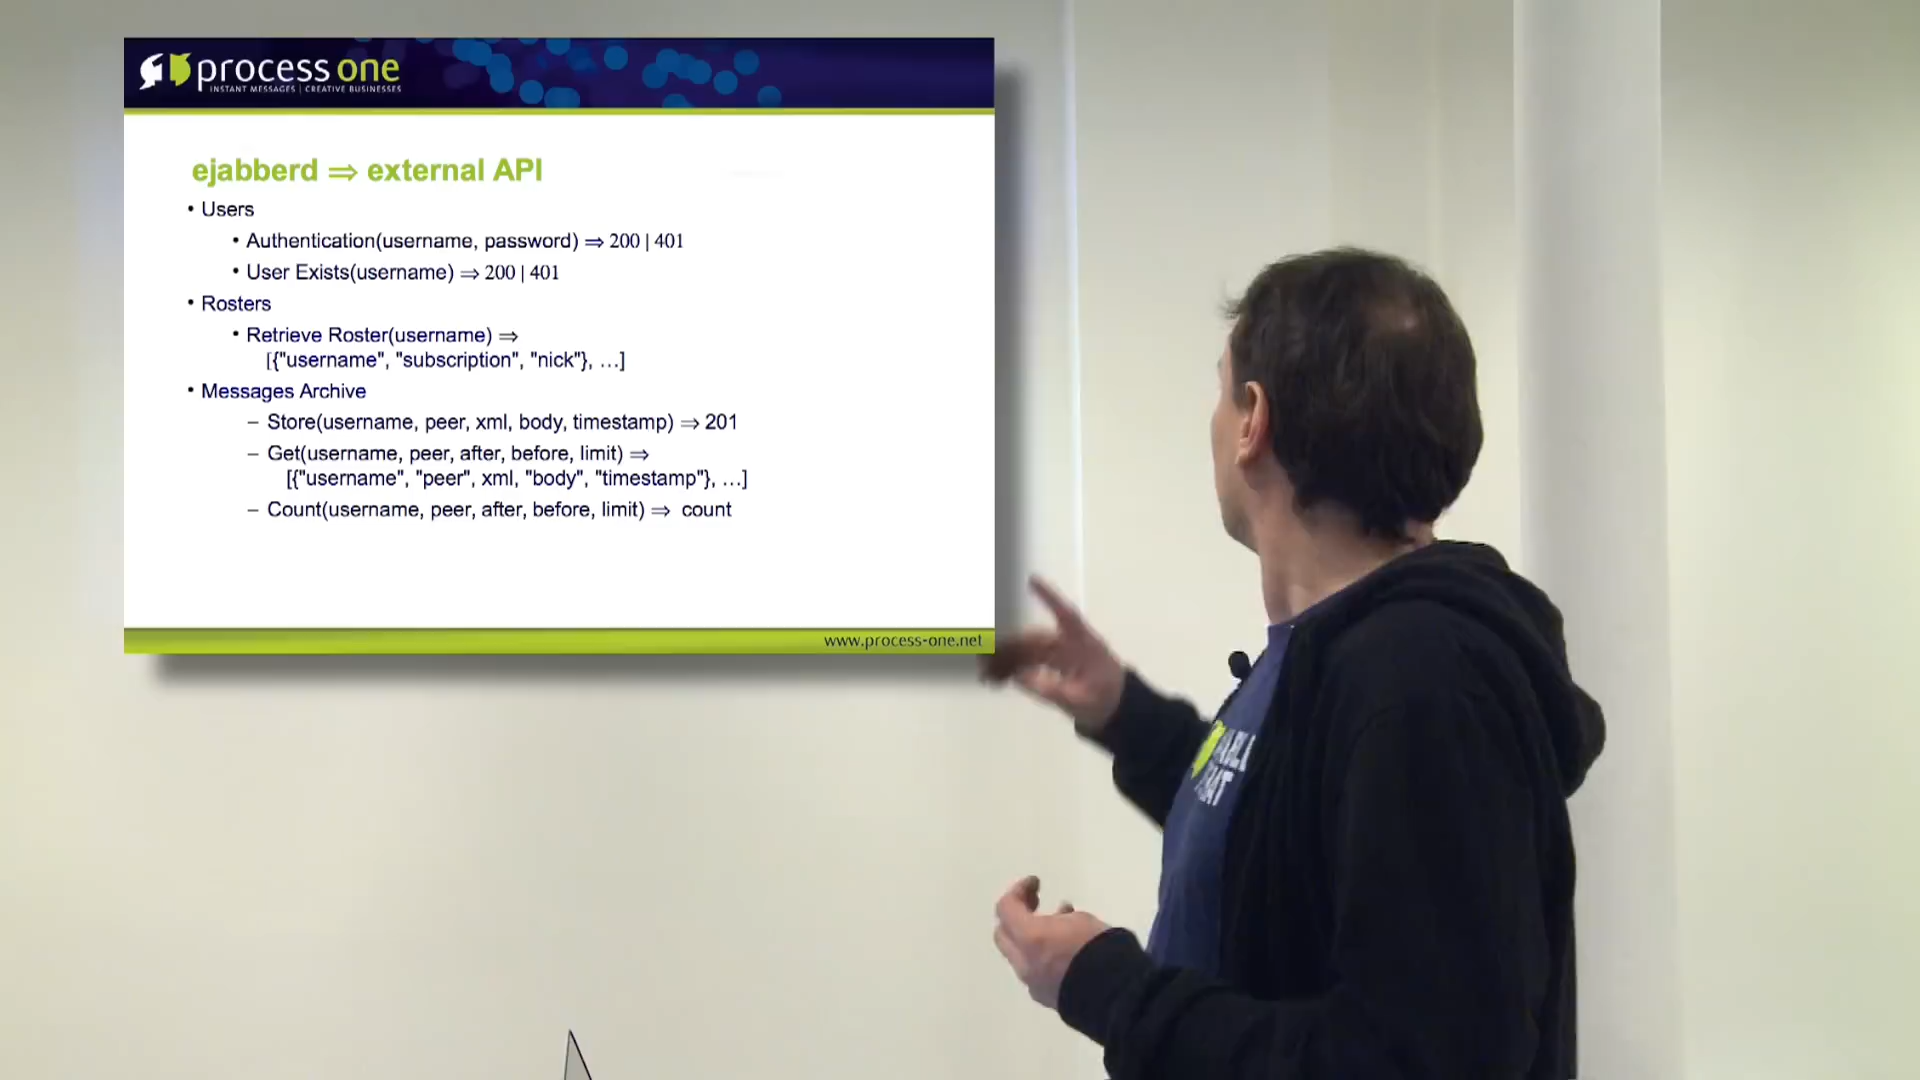 process one
INSTANT MESSAGES | CREATIVE BUSINESSES
ejabberd ⇒ external API
• Users
• Authentication(username, password) ⇒ 200 | 401
• User Exists(username) ⇒ 200 | 401
• Rosters
• Retrieve Roster(username) ⇒
[{"username", "subscription", "nick"}, …]
• Messages Archive
– Store(username, peer, xml, body, timestamp) ⇒ 201
– Get(username, peer, after, before, limit) ⇒
[{"username", "peer", xml, "body", "timestamp"}, …]
– Count(username, peer, after, before, limit) ⇒ count
www.process-one.net